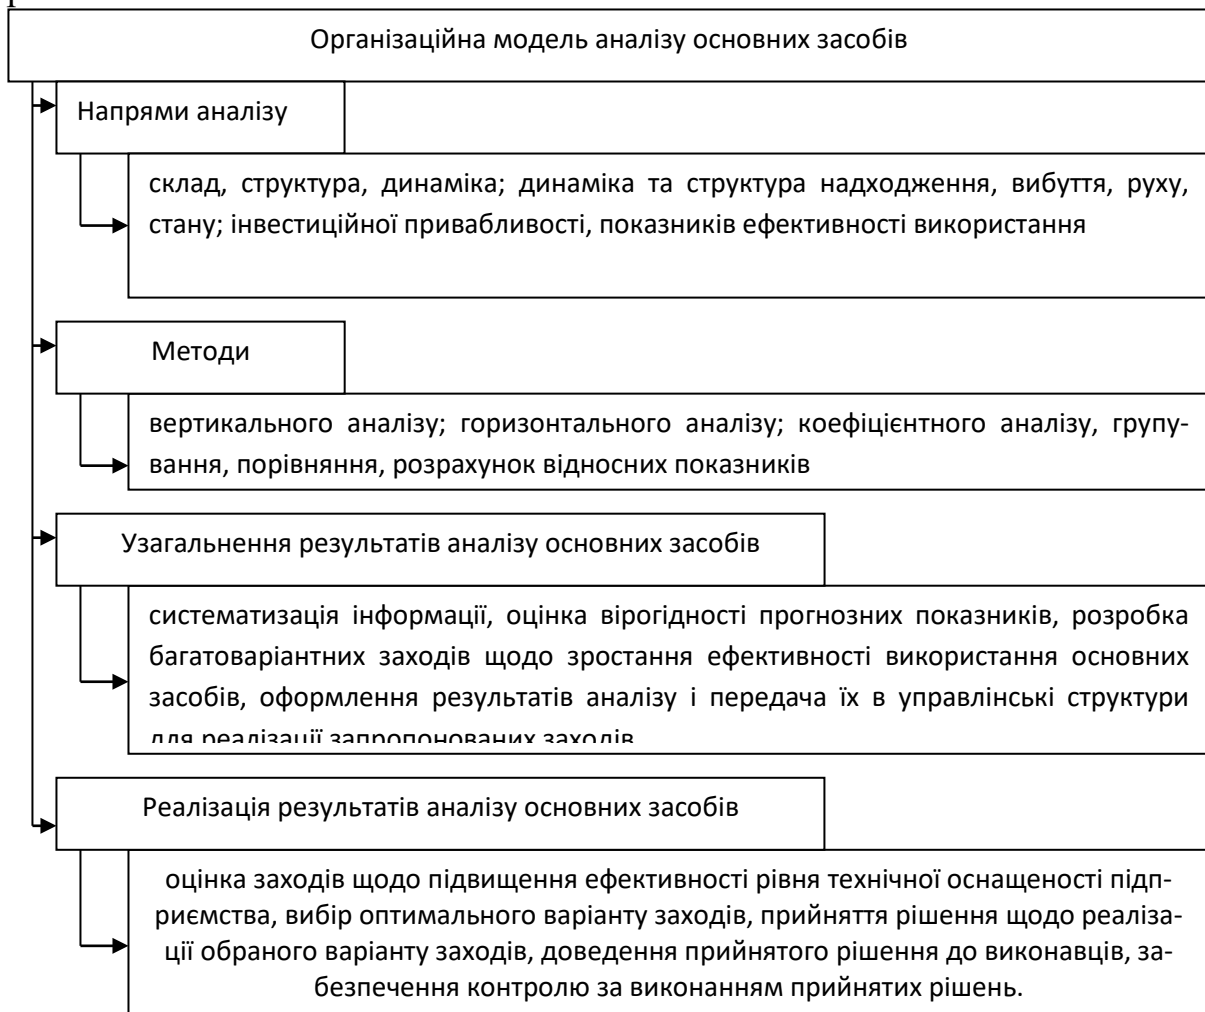 Організаційна модель аналізу основних засобів
Напрями аналізу
склад, структура, динаміка; динаміка та структура надходження, вибуття, руху,
стану; інвестиційної привабливості, показників ефективності використання
Методи
вертикального аналізу; горизонтального аналізу; коефіцієнтного аналізу, групу-
вання, порівняння, розрахунок відносних показників
Узагальнення результатів аналізу основних засобів
систематизація інформації, оцінка вірогідності прогнозних показників, розробка
багатоваріантних заходів щодо зростання ефективності використання основних
засобів, оформлення результатів аналізу і передача їх в управлінські структури
для реалізації запропонованих заходів
Реалізація результатів аналізу основних засобів
оцінка заходів щодо підвищення ефективності рівня технічної оснащеності підп-
риємства, вибір оптимального варіанту заходів, прийняття рішення щодо реаліза-
ції обраного варіанту заходів, доведення прийнятого рішення до виконавців, за-
безпечення контролю за виконанням прийнятих рішень.